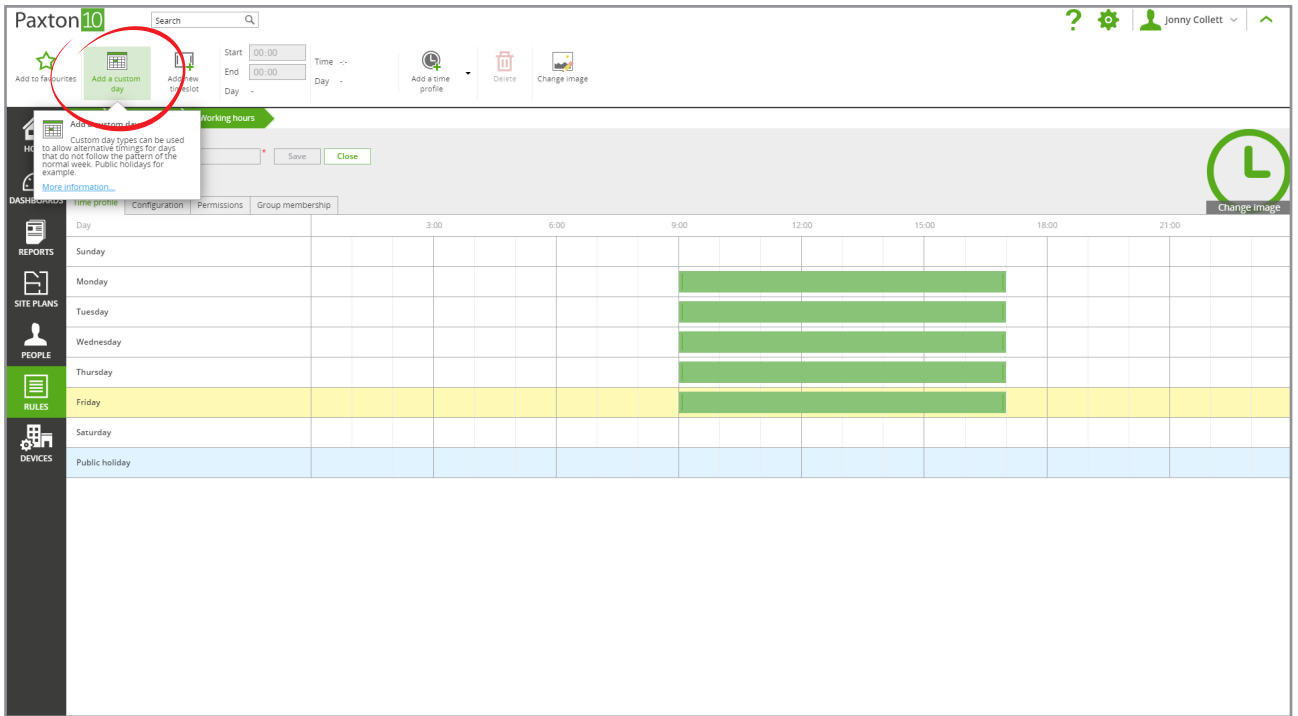 Paxton10
Search
Jonny Collett
Add to favourites
Add a custom
day
Add new
timeslot
Start 00:00
End 00:00
Day -
Time -:-
Day -
Add a time
profile
Delete
Change image
Working hours
Add a custom day
Custom day types can be used
to allow alternative timings for days
that do not follow the pattern of the
normal week. Public holidays for
example.
More information...
* Save Close
Change image
Time profile Configuration Permissions Group membership
DASHBOARDS
REPORTS
SITE PLANS
PEOPLE
RULES
DEVICES
Day 3:00 6:00 9:00 12:00 15:00 18:00 21:00
Sunday
Monday
Tuesday
Wednesday
Thursday
Friday
Saturday
Public holiday